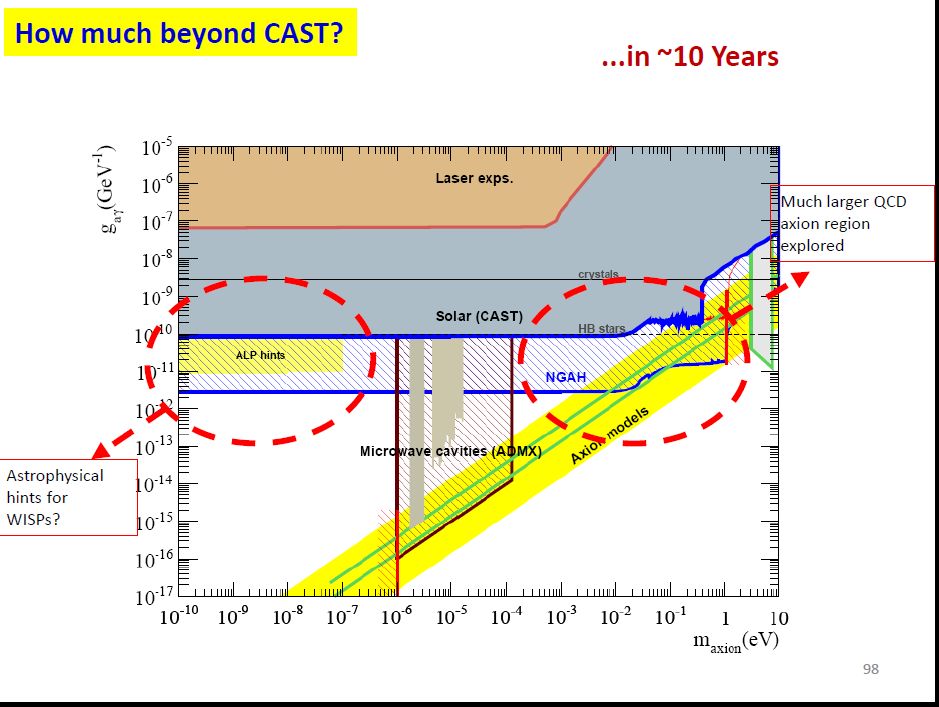 How much beyond CAST?
...in ~10 Years
g_aγ(GeV^-1)
10^-5
10^-6
10^-7
10^-8
10^-9
10^-10
10^-11
10^-12
10^-13
10^-14
10^-15
10^-16
10^-17
Laser exps.
Much larger QCD
axion region
explored
crystals
Solar (CAST)
HB stars
ALP hints
NGAH
Axion models
Microwave cavities (ADMX)
Astrophysical
hints for
WISPs?
10^-10 10^-9 10^-8 10^-7 10^-6 10^-5 10^-4 10^-3 10^-2 10^-1 1 10
m_axion(eV)
98